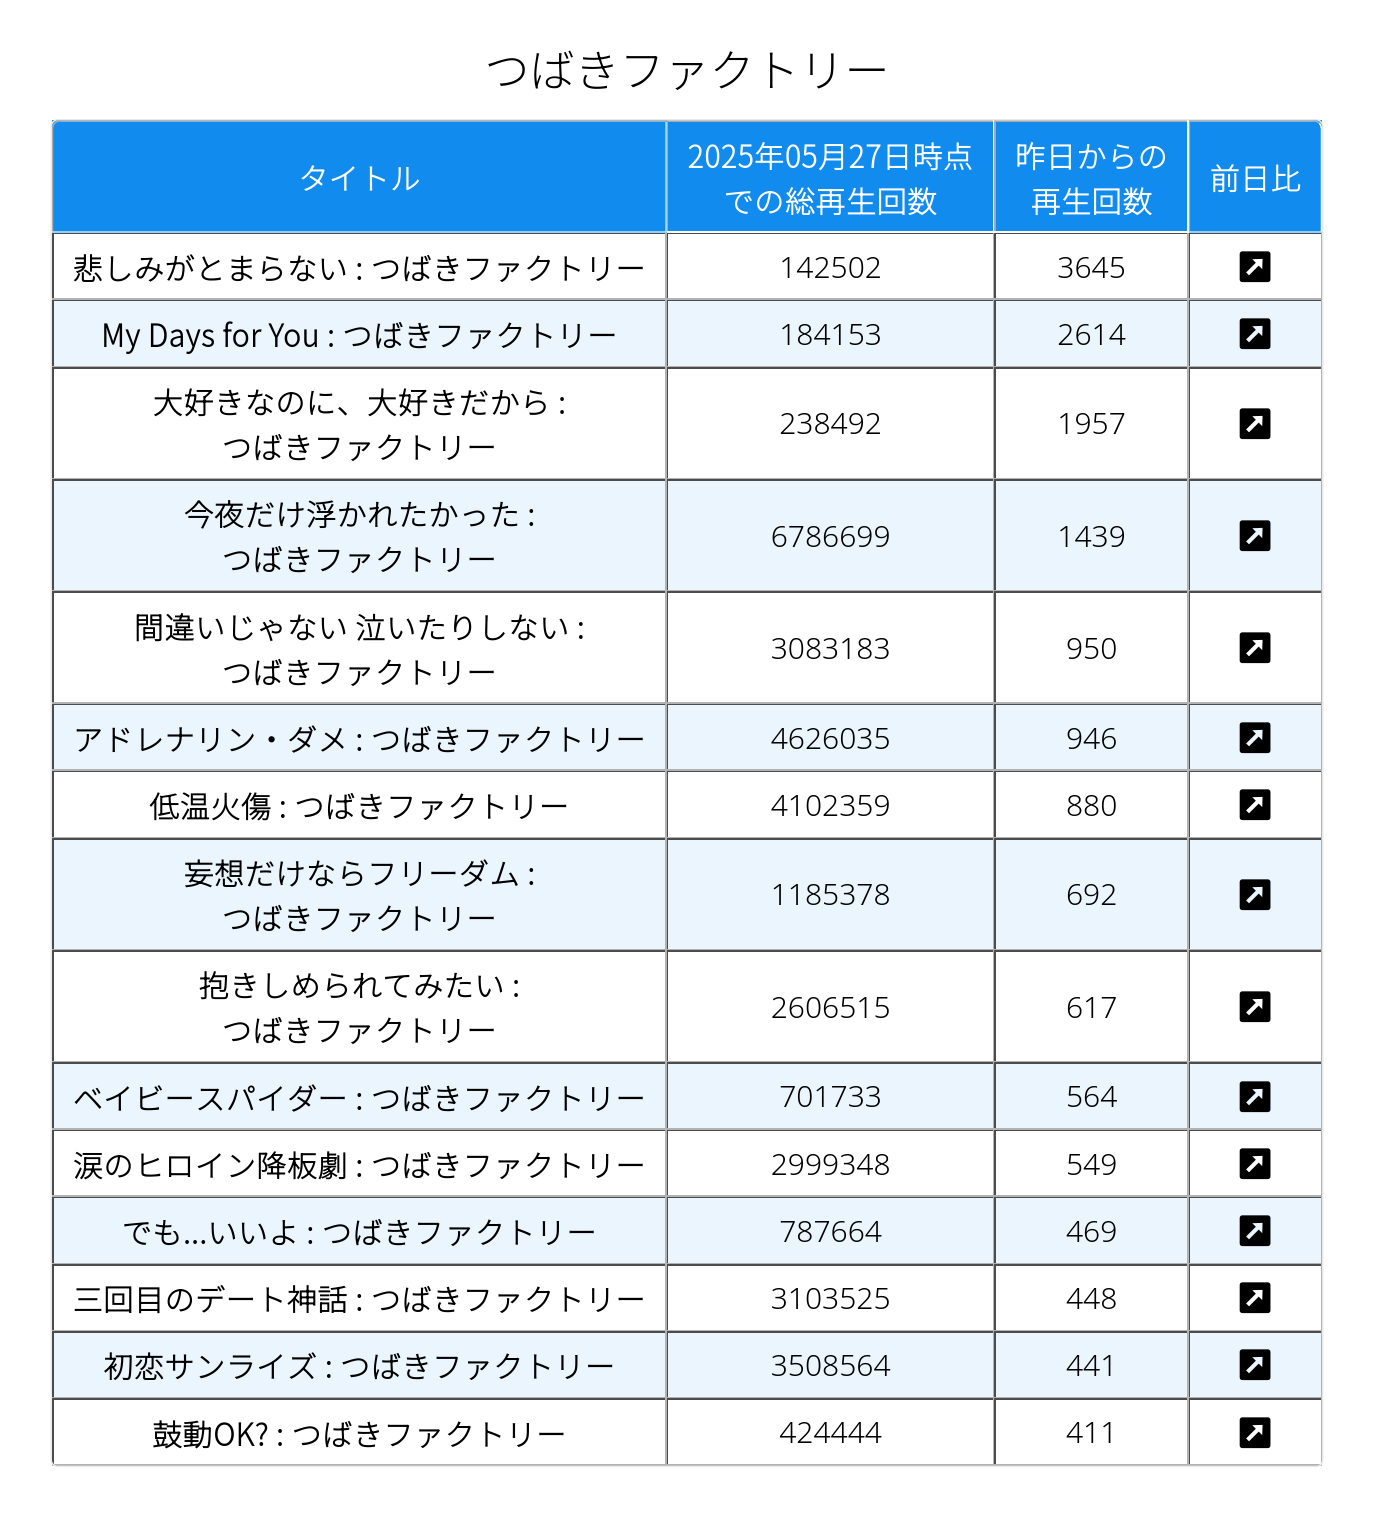 つばきファクトリー
タイトル
2025年05月27日時点
での総再生回数
昨日からの
再生回数
前日比
悲しみがとまらない : つばきファクトリー 142502 3645
My Days for You : つばきファクトリー 184153 2614
大好きなのに、大好きだから :
つばきファクトリー
238492 1957
今夜だけ浮かれたかった :
つばきファクトリー
6786699 1439
間違いじゃない 泣いたりしない :
つばきファクトリー
3083183 950
アドレナリン・ダメ : つばきファクトリー 4626035 946
低温火傷 : つばきファクトリー 4102359 880
妄想だけならフリーダム :
つばきファクトリー
1185378 692
抱きしめられてみたい :
つばきファクトリー
2606515 617
ベイビースパイダー : つばきファクトリー 701733 564
涙のヒロイン降板劇 : つばきファクトリー 2999348 549
でも...いいよ : つばきファクトリー 787664 469
三回目のデート神話 : つばきファクトリー 3103525 448
初恋サンライズ : つばきファクトリー 3508564 441
鼓動OK? : つばきファクトリー 424444 411